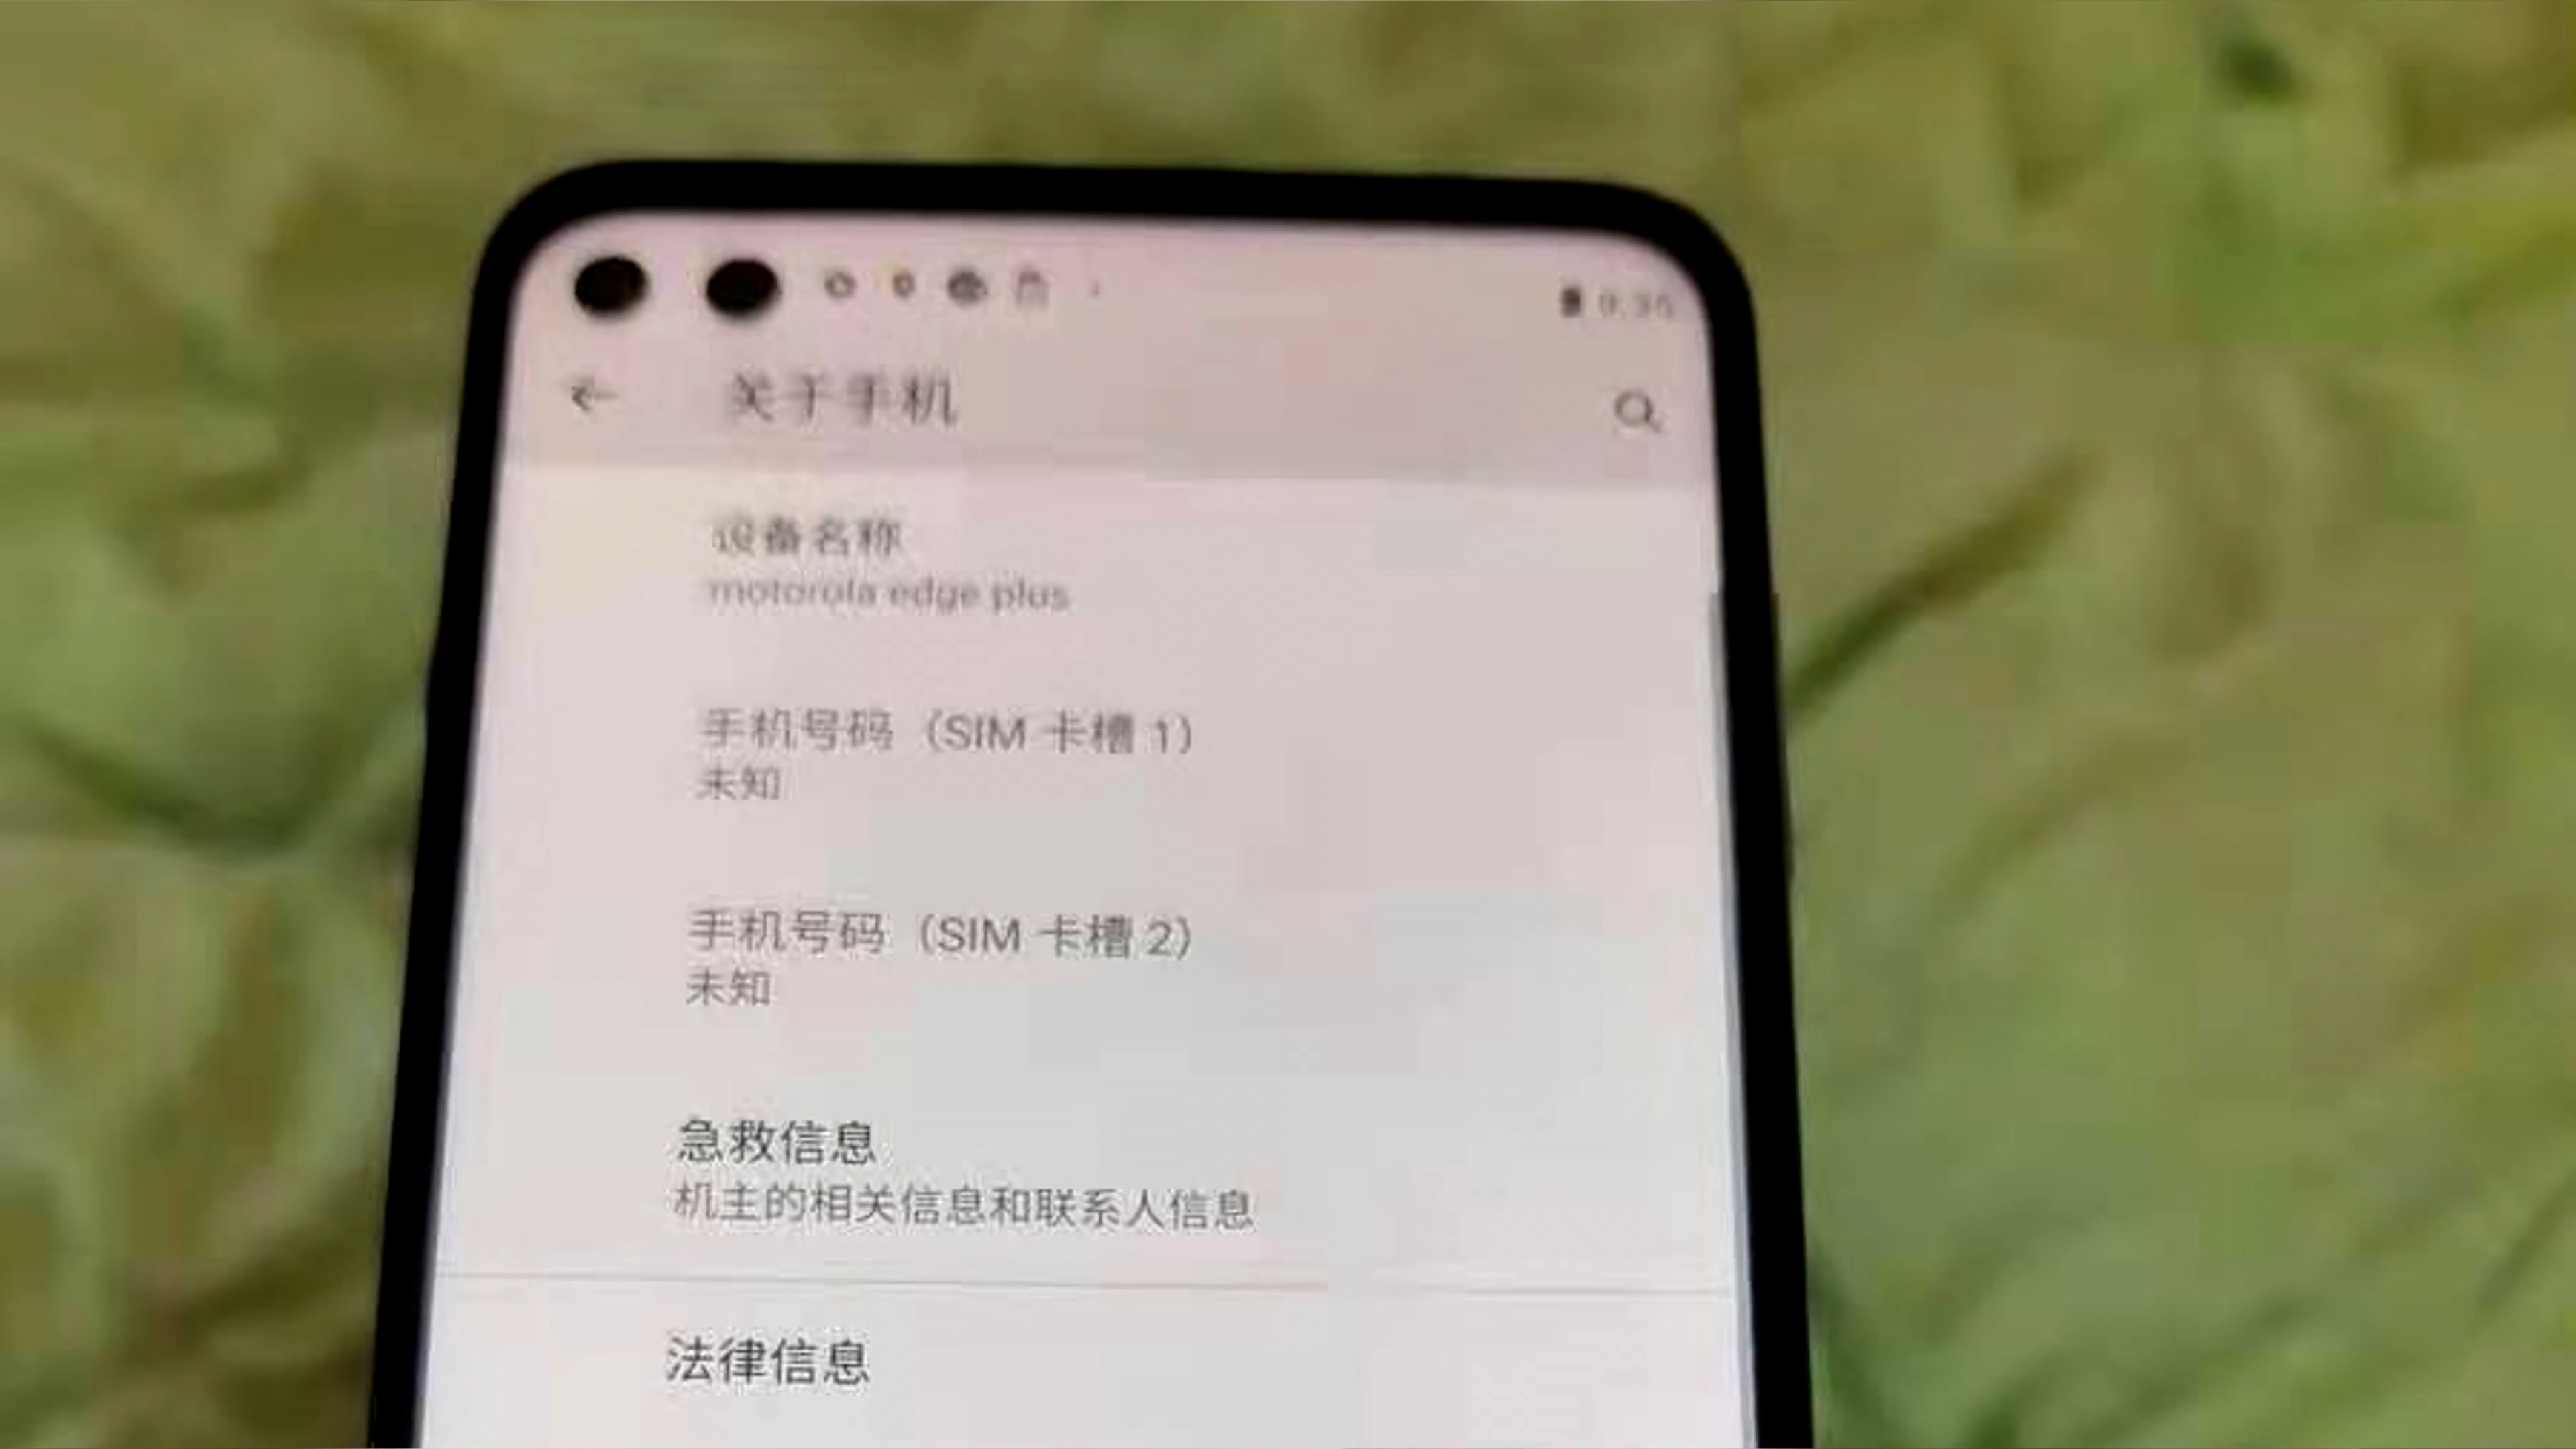 关于手机
设备名称
motorola edge plus
手机号码（SIM 卡槽 1）
未知
手机号码（SIM 卡槽 2）
未知
急救信息
机主的相关信息和联系人信息
法律信息